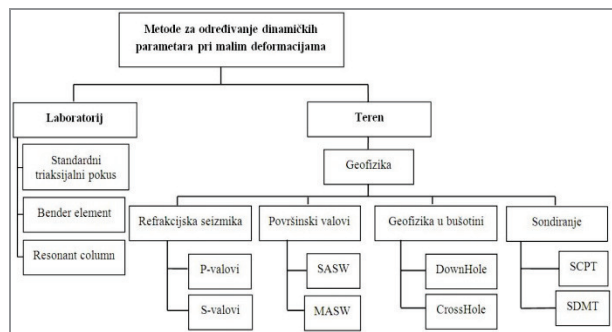 Metode za određivanje dinamičkih
parametara pri malim deformacijama
Laboratorij
Teren
Standardni
triaksijalni pokus
Bender element
Resonant column
Geofizika
Refrakcijska seizmika
Površinski valovi
Geofizika u bušotini
Sondiranje
P-valovi
S-valovi
SASW
MASW
DownHole
CrossHole
SCPT
SDMT